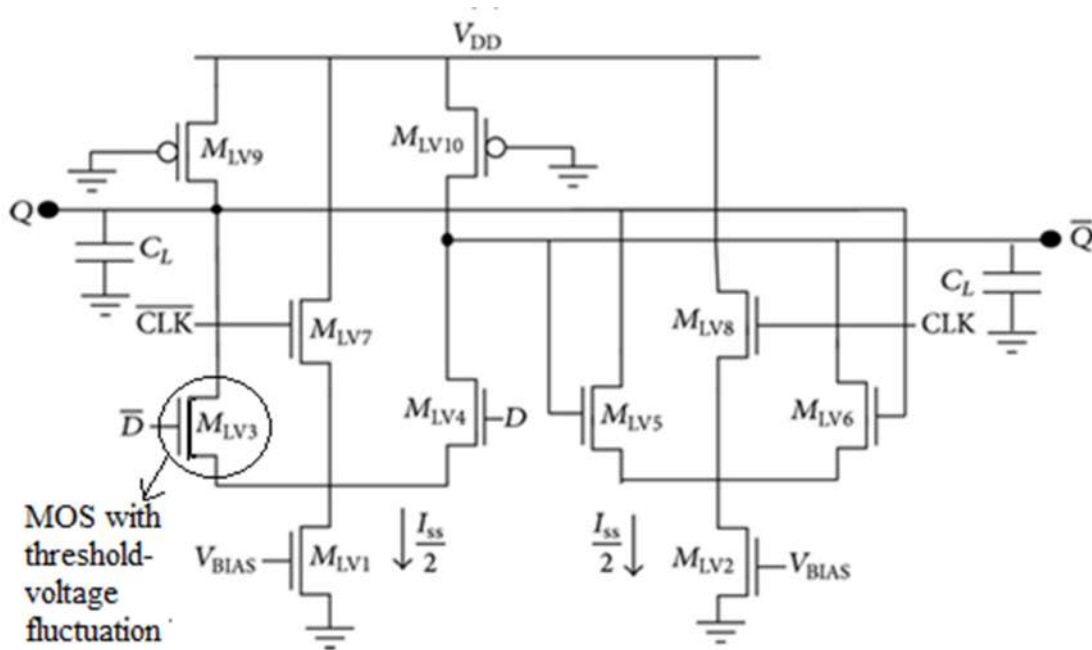 V_DD
M_LV9
M_LV10
Q
Q̅
C_L
C_L
C̅L̅K̅
M_LV7
M_LV8
CLK
D̅
M_LV3
M_LV4
D
M_LV5
M_LV6
MOS with
threshold-
voltage
fluctuation
V_BIAS
M_LV1
I_ss/2
I_ss/2
M_LV2
V_BIAS